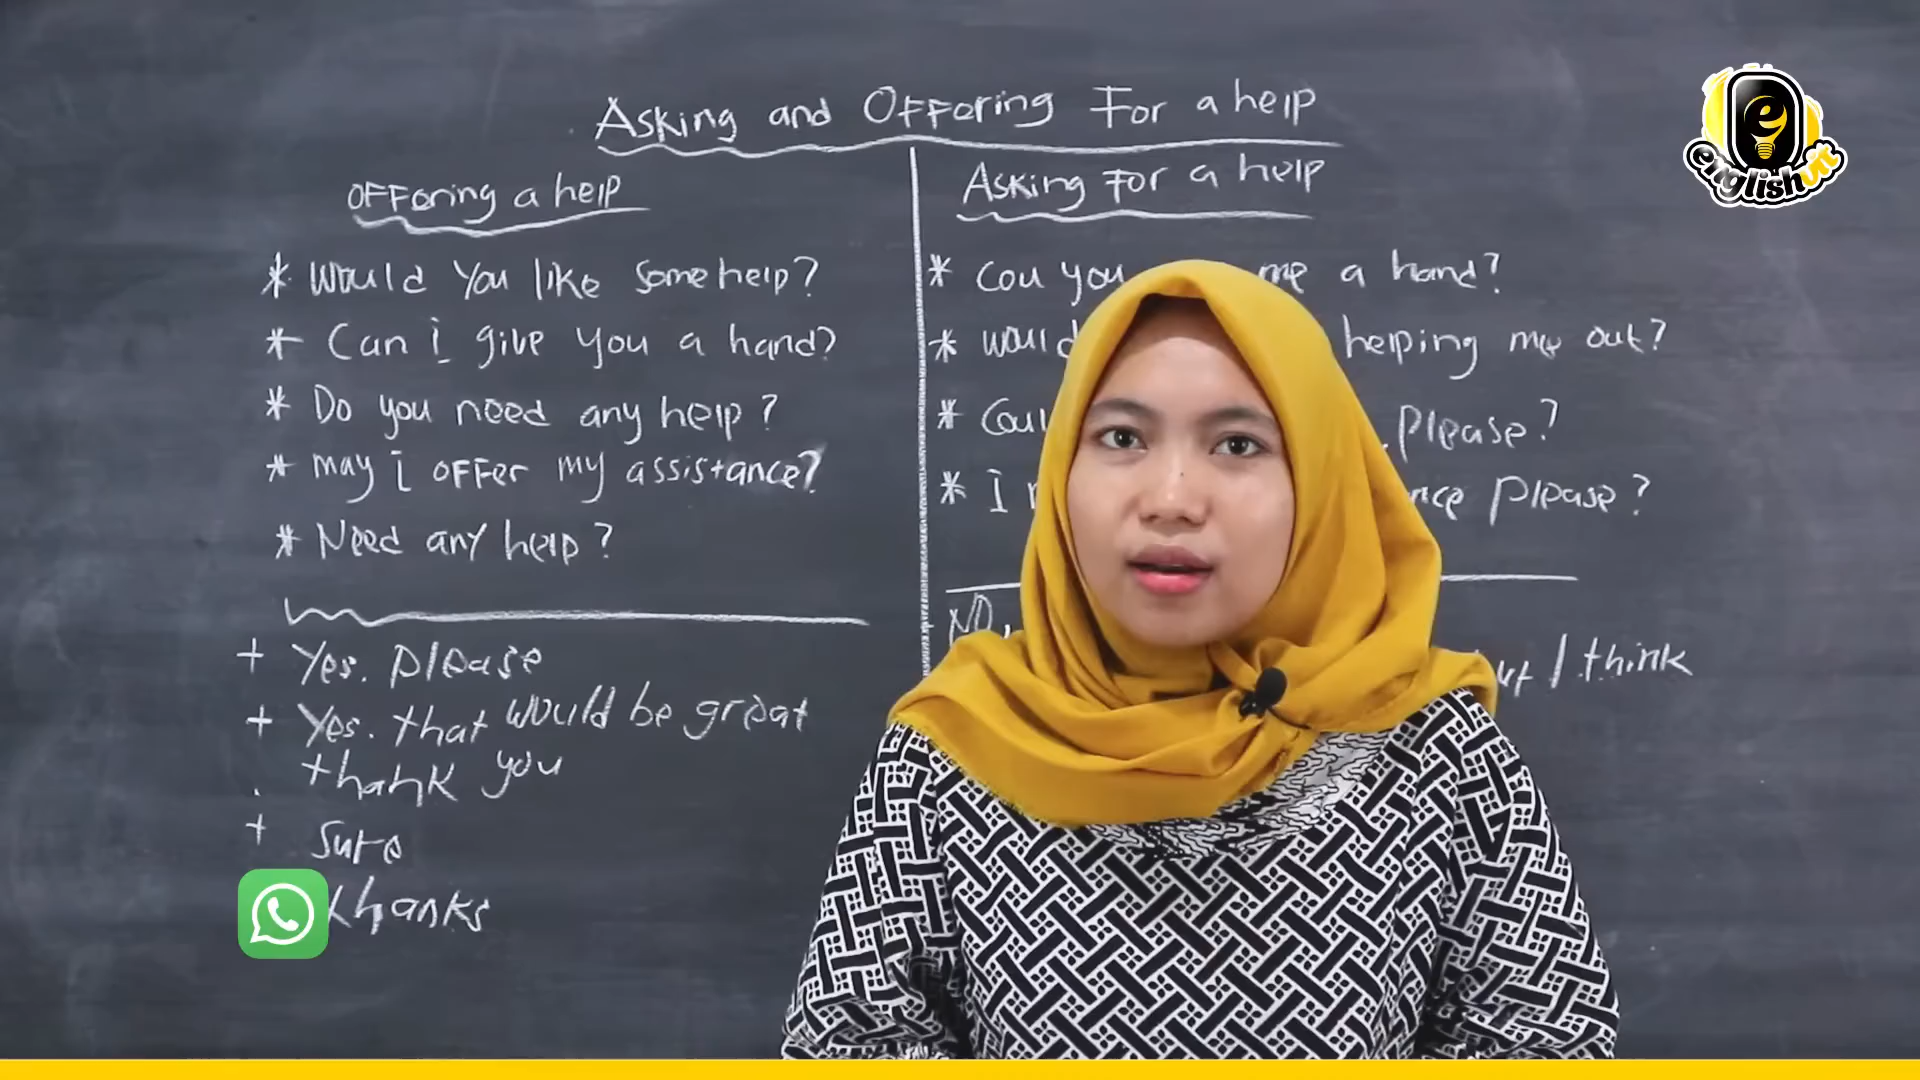 Asking and Offering For a help
Offering a help
* Would You like some help?
* Can i give you a hand?
* Do you need any help?
* may i offer my assistance?
* Need any help?
+ Yes. please
+ Yes. that would be great
thank you
+ sure
thanks
Asking For a help
* Cou you me a hand?
* would helping me out?
* please?
* I please?
NO,
/ think
englishvit